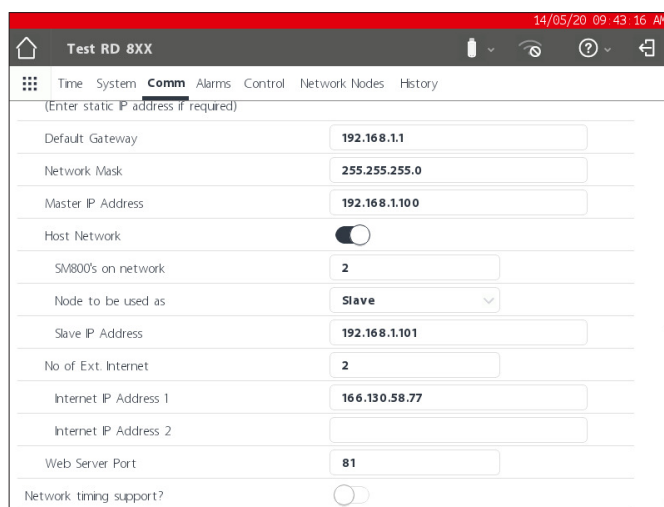 14/05/20 09:43:16 AM
Test RD 8XX
Time System Comm Alarms Control Network Nodes History
(Enter static IP address if required)
Default Gateway 192.168.1.1
Network Mask 255.255.255.0
Master IP Address 192.168.1.100
Host Network
SM800's on network 2
Node to be used as Slave
Slave IP Address 192.168.1.101
No of Ext. Internet 2
Internet IP Address 1 166.130.58.77
Internet IP Address 2
Web Server Port 81
Network timing support?